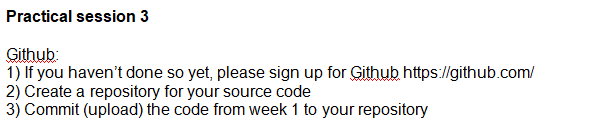 Practical session 3
Github:
1) If you haven’t done so yet, please sign up for Github https://github.com/
2) Create a repository for your source code
3) Commit (upload) the code from week 1 to your repository